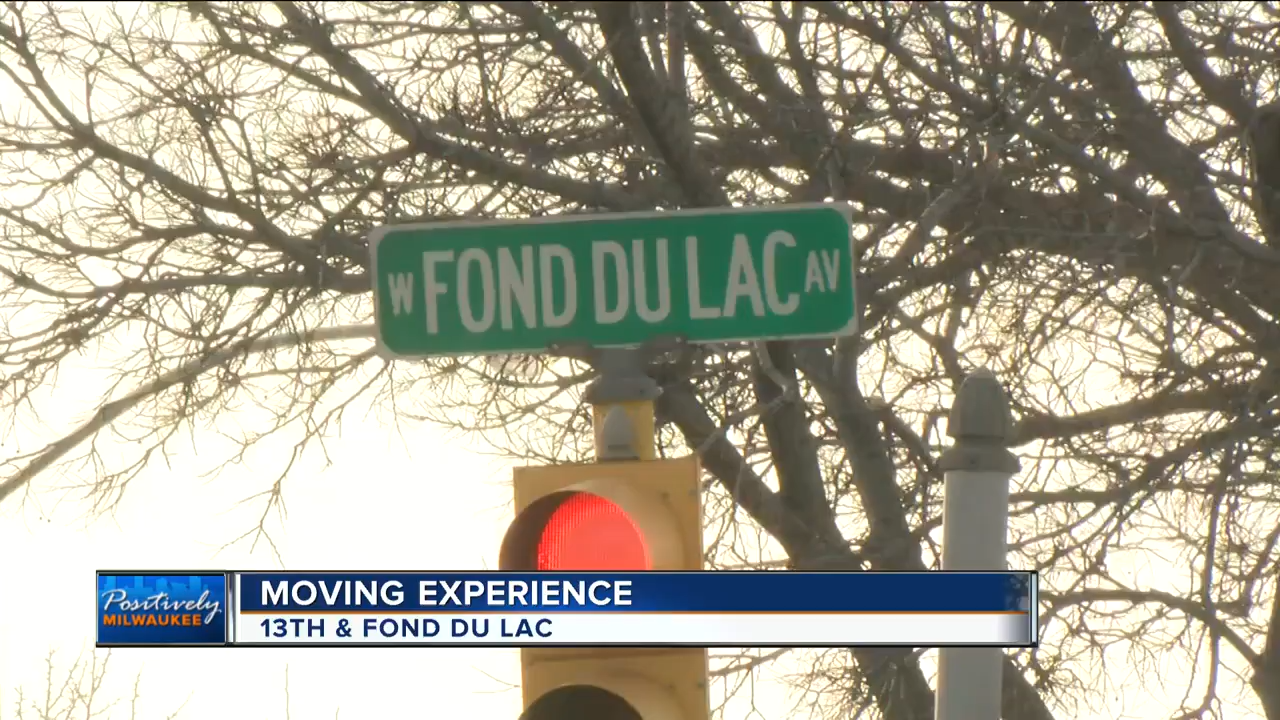 W FOND DU LAC AV
Positively
MILWAUKEE
MOVING EXPERIENCE
13TH & FOND DU LAC